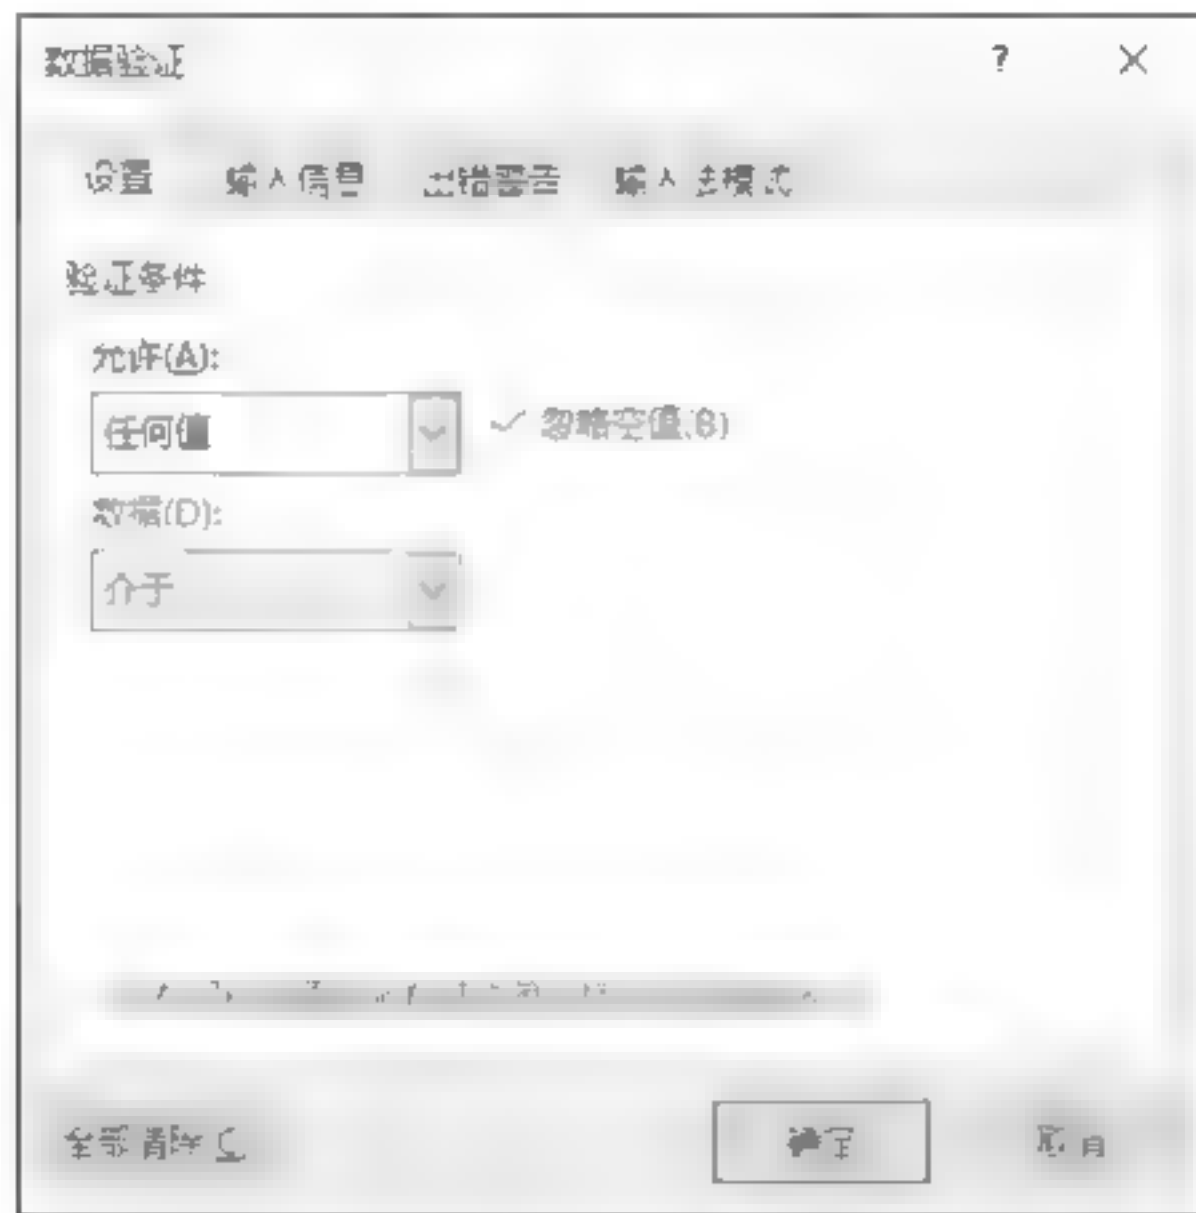 数据验证 ?
设置 输入信息 出错警告 输入法模式
验证条件
允许(A):
任何值 忽略空值(B)
数据(D):
介于
全部清除(C) 确定 取消